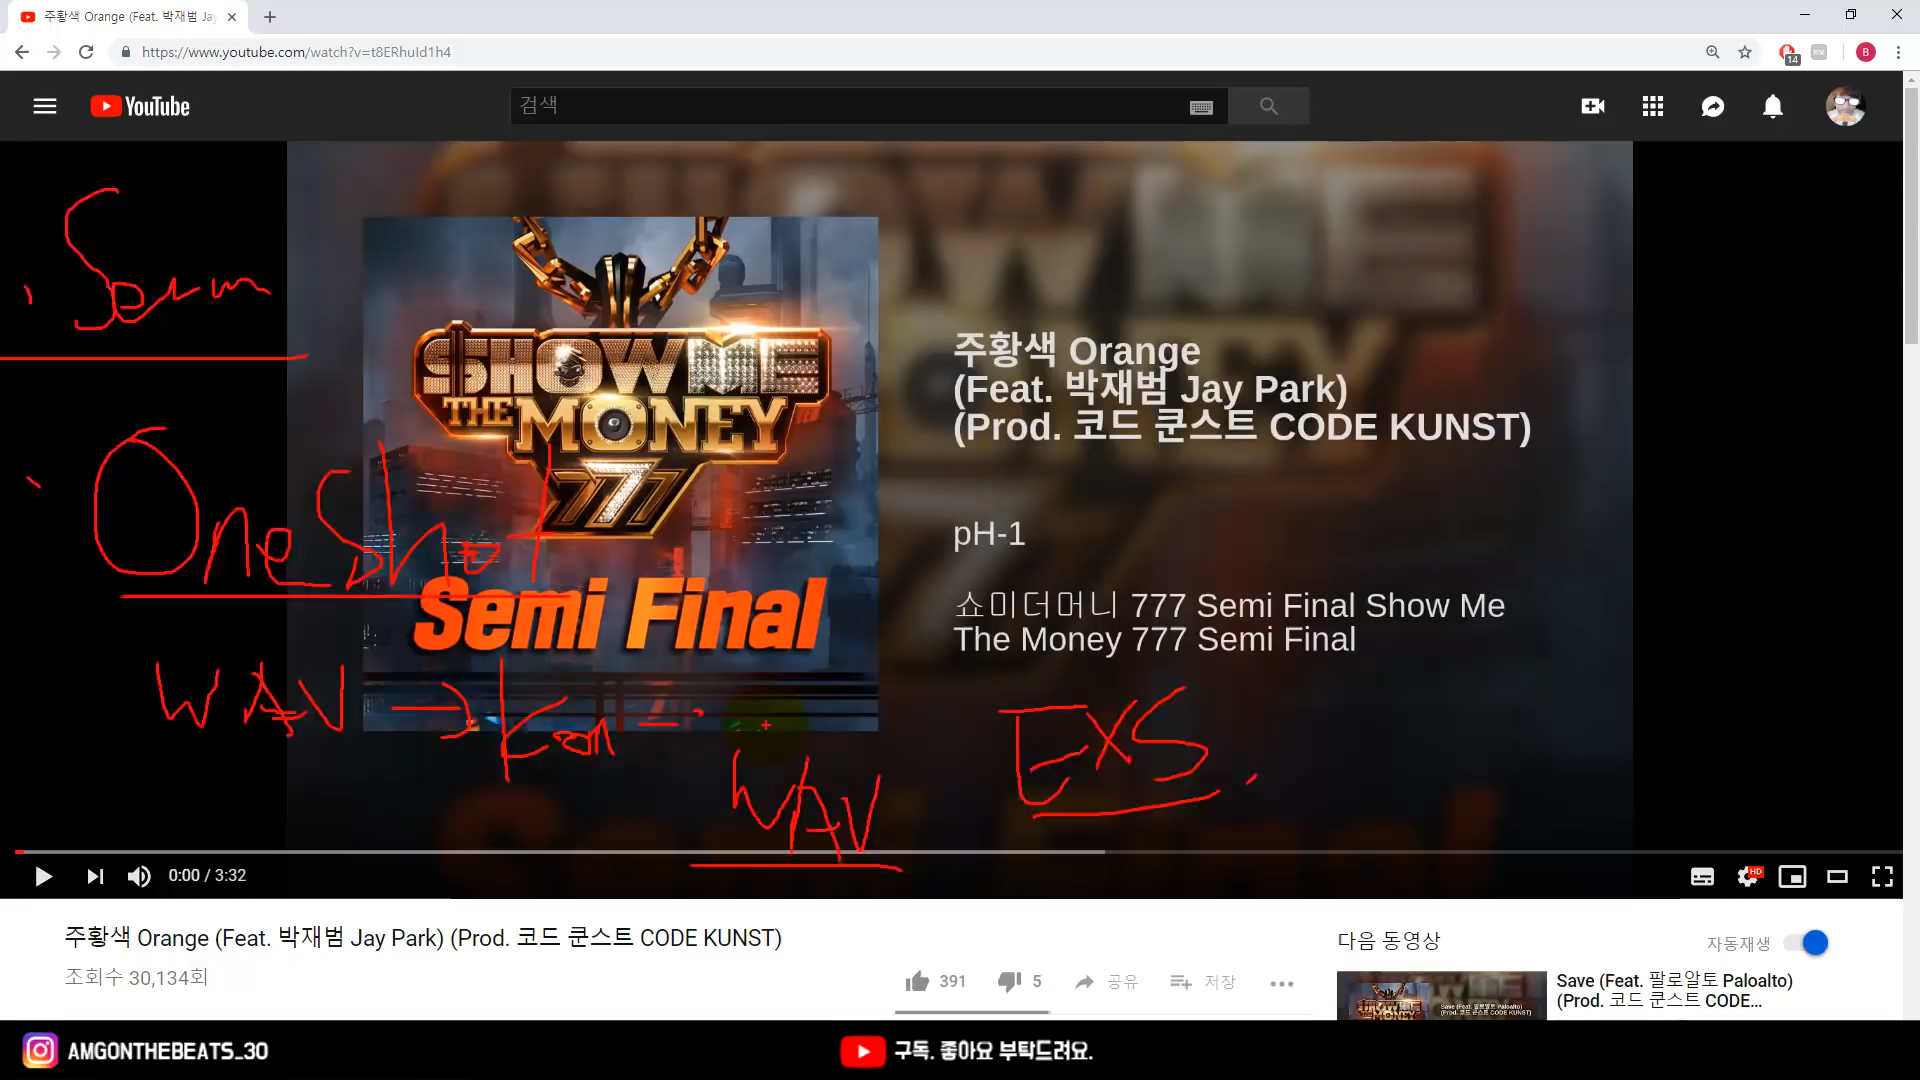 주황색 Orange (Feat. 박재범 Jay
https://www.youtube.com/watch?v=t8ERhuId1h4
14
B
YouTube
검색
SHOW ME
THE MONEY
777
Semi Final
주황색 Orange
(Feat. 박재범 Jay Park)
(Prod. 코드 쿤스트 CODE KUNST)
pH-1
쇼미더머니 777 Semi Final Show Me
The Money 777 Semi Final
One Shot
WAV →
WAV
EXS
0:00 / 3:32
HD
주황색 Orange (Feat. 박재범 Jay Park) (Prod. 코드 쿤스트 CODE KUNST)
조회수 30,134회
391
5
공유
저장
다음 동영상
자동재생
Save (Feat. 팔로알토 Paloalto)
(Prod. 코드 쿤스트 CODE...
AMGONTHEBEATS_30
구독. 좋아요 부탁드려요.